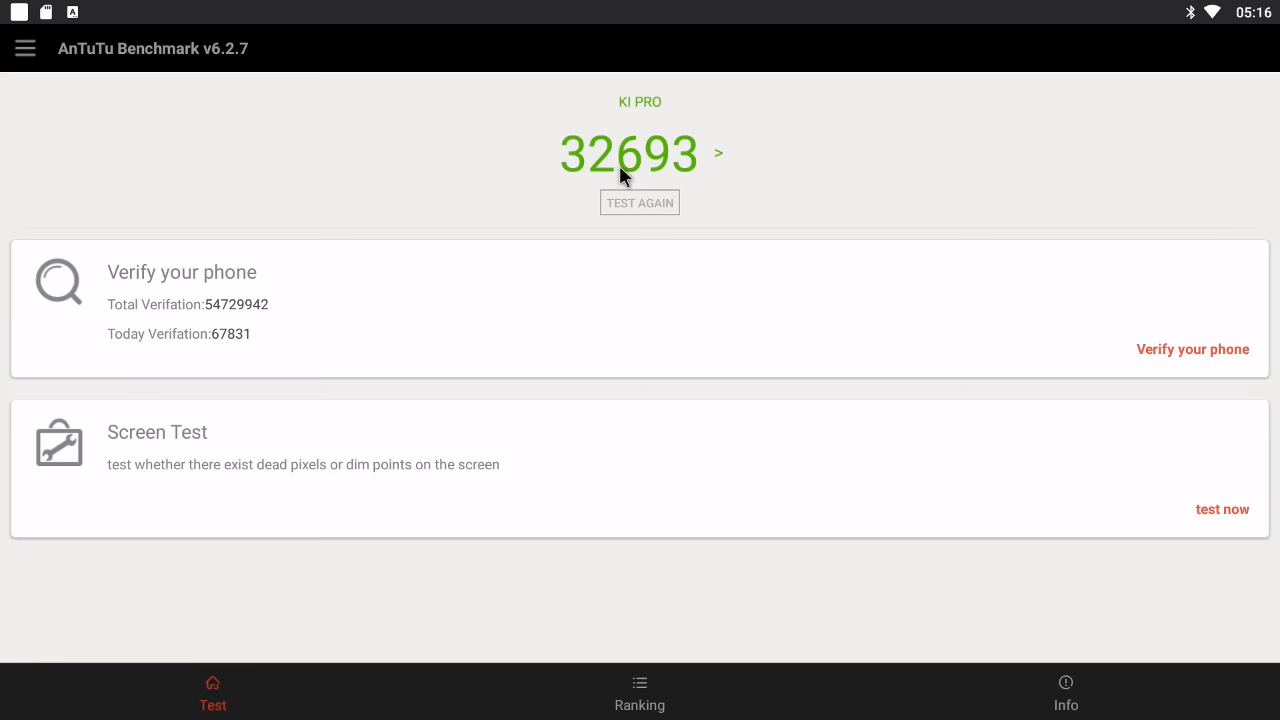 A
05:16
AnTuTu Benchmark v6.2.7
KI PRO
32693 >
TEST AGAIN
Verify your phone
Total Verifation:54729942
Today Verifation:67831
Verify your phone
Screen Test
test whether there exist dead pixels or dim points on the screen
test now
Test
Ranking
Info